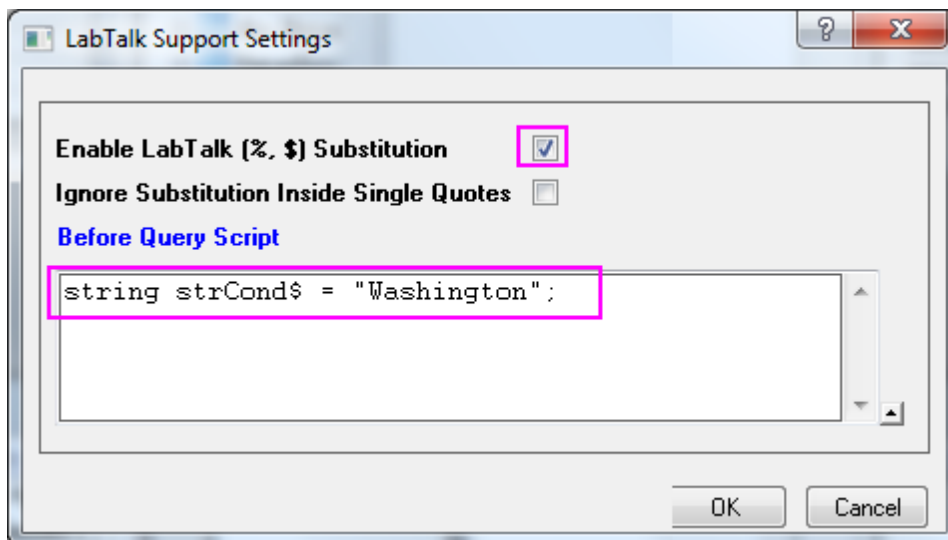 LabTalk Support Settings
?
Enable LabTalk (%, $) Substitution
Ignore Substitution Inside Single Quotes
Before Query Script
string strCond$ = "Washington";
OK Cancel